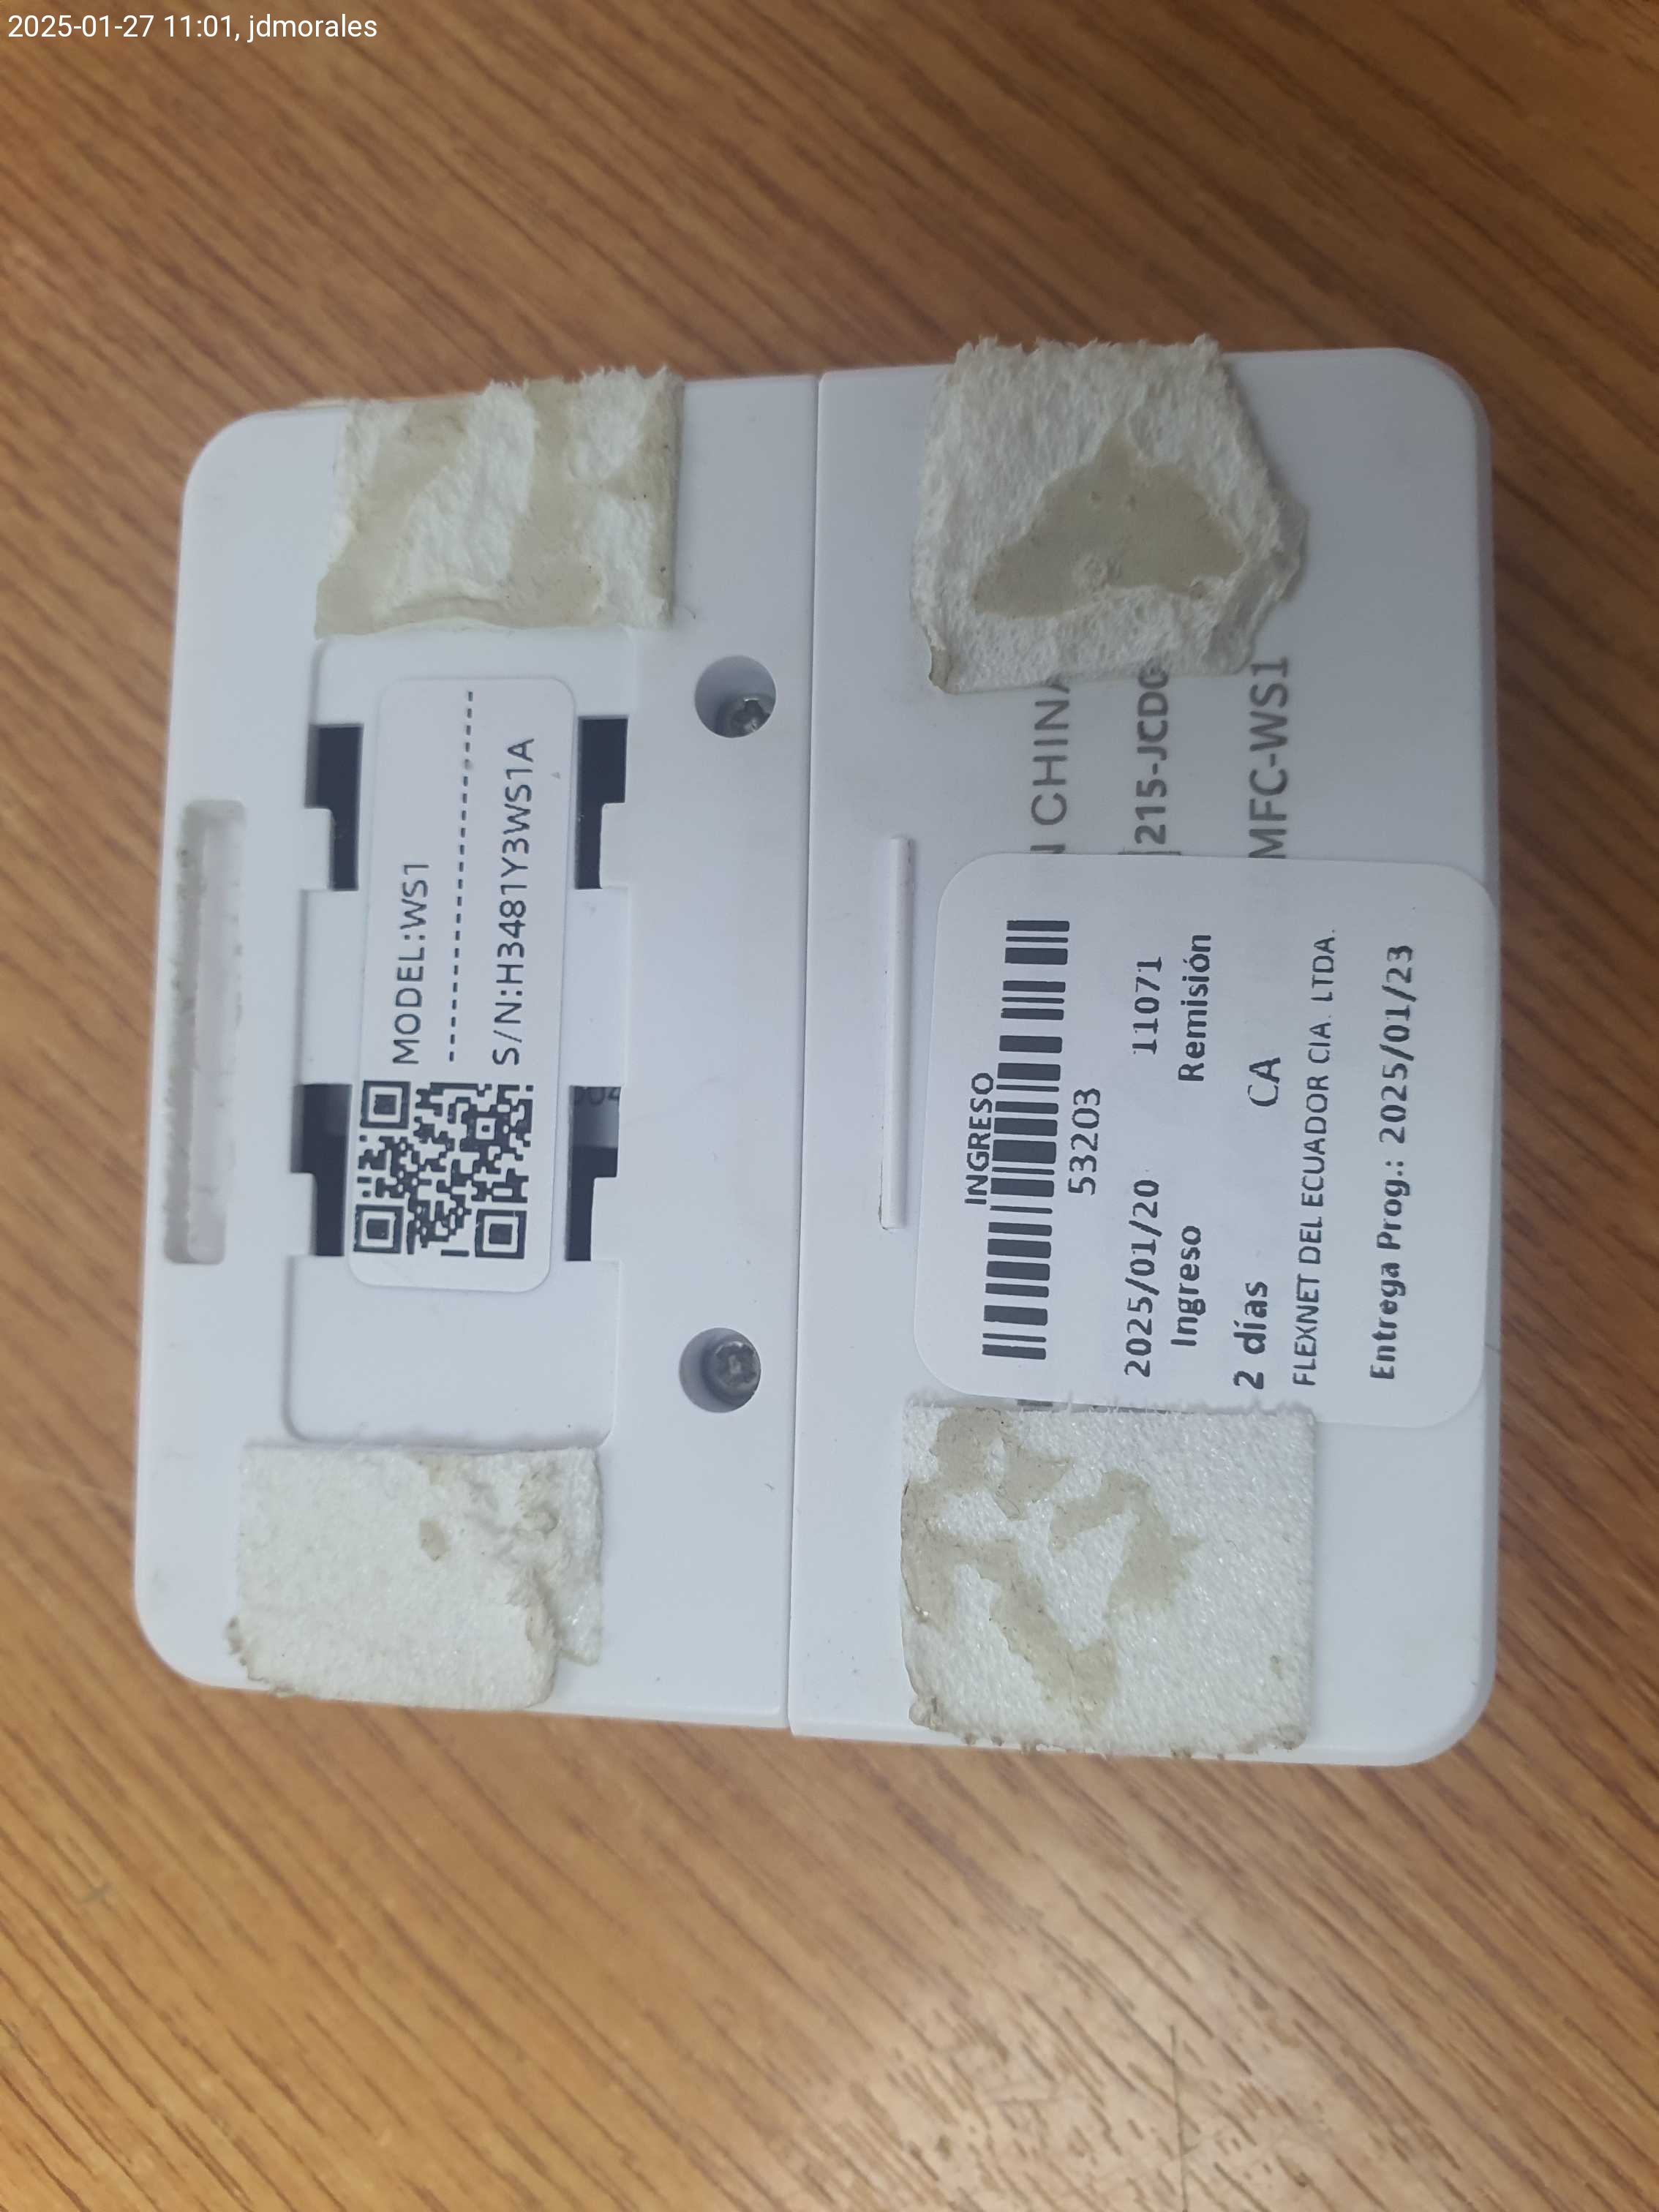 2025-01-27 11:01, jdmorales
MODEL:WS1
--------------------------
S/N:H3481Y3WS1A
CHINA
215-JCDG
MFC-WS1
INGRESO
53203
2025/01/20 11071
Ingreso Remisión
2 días CA
FLEXNET DEL ECUADOR CIA. LTDA.
Entrega Prog.: 2025/01/23